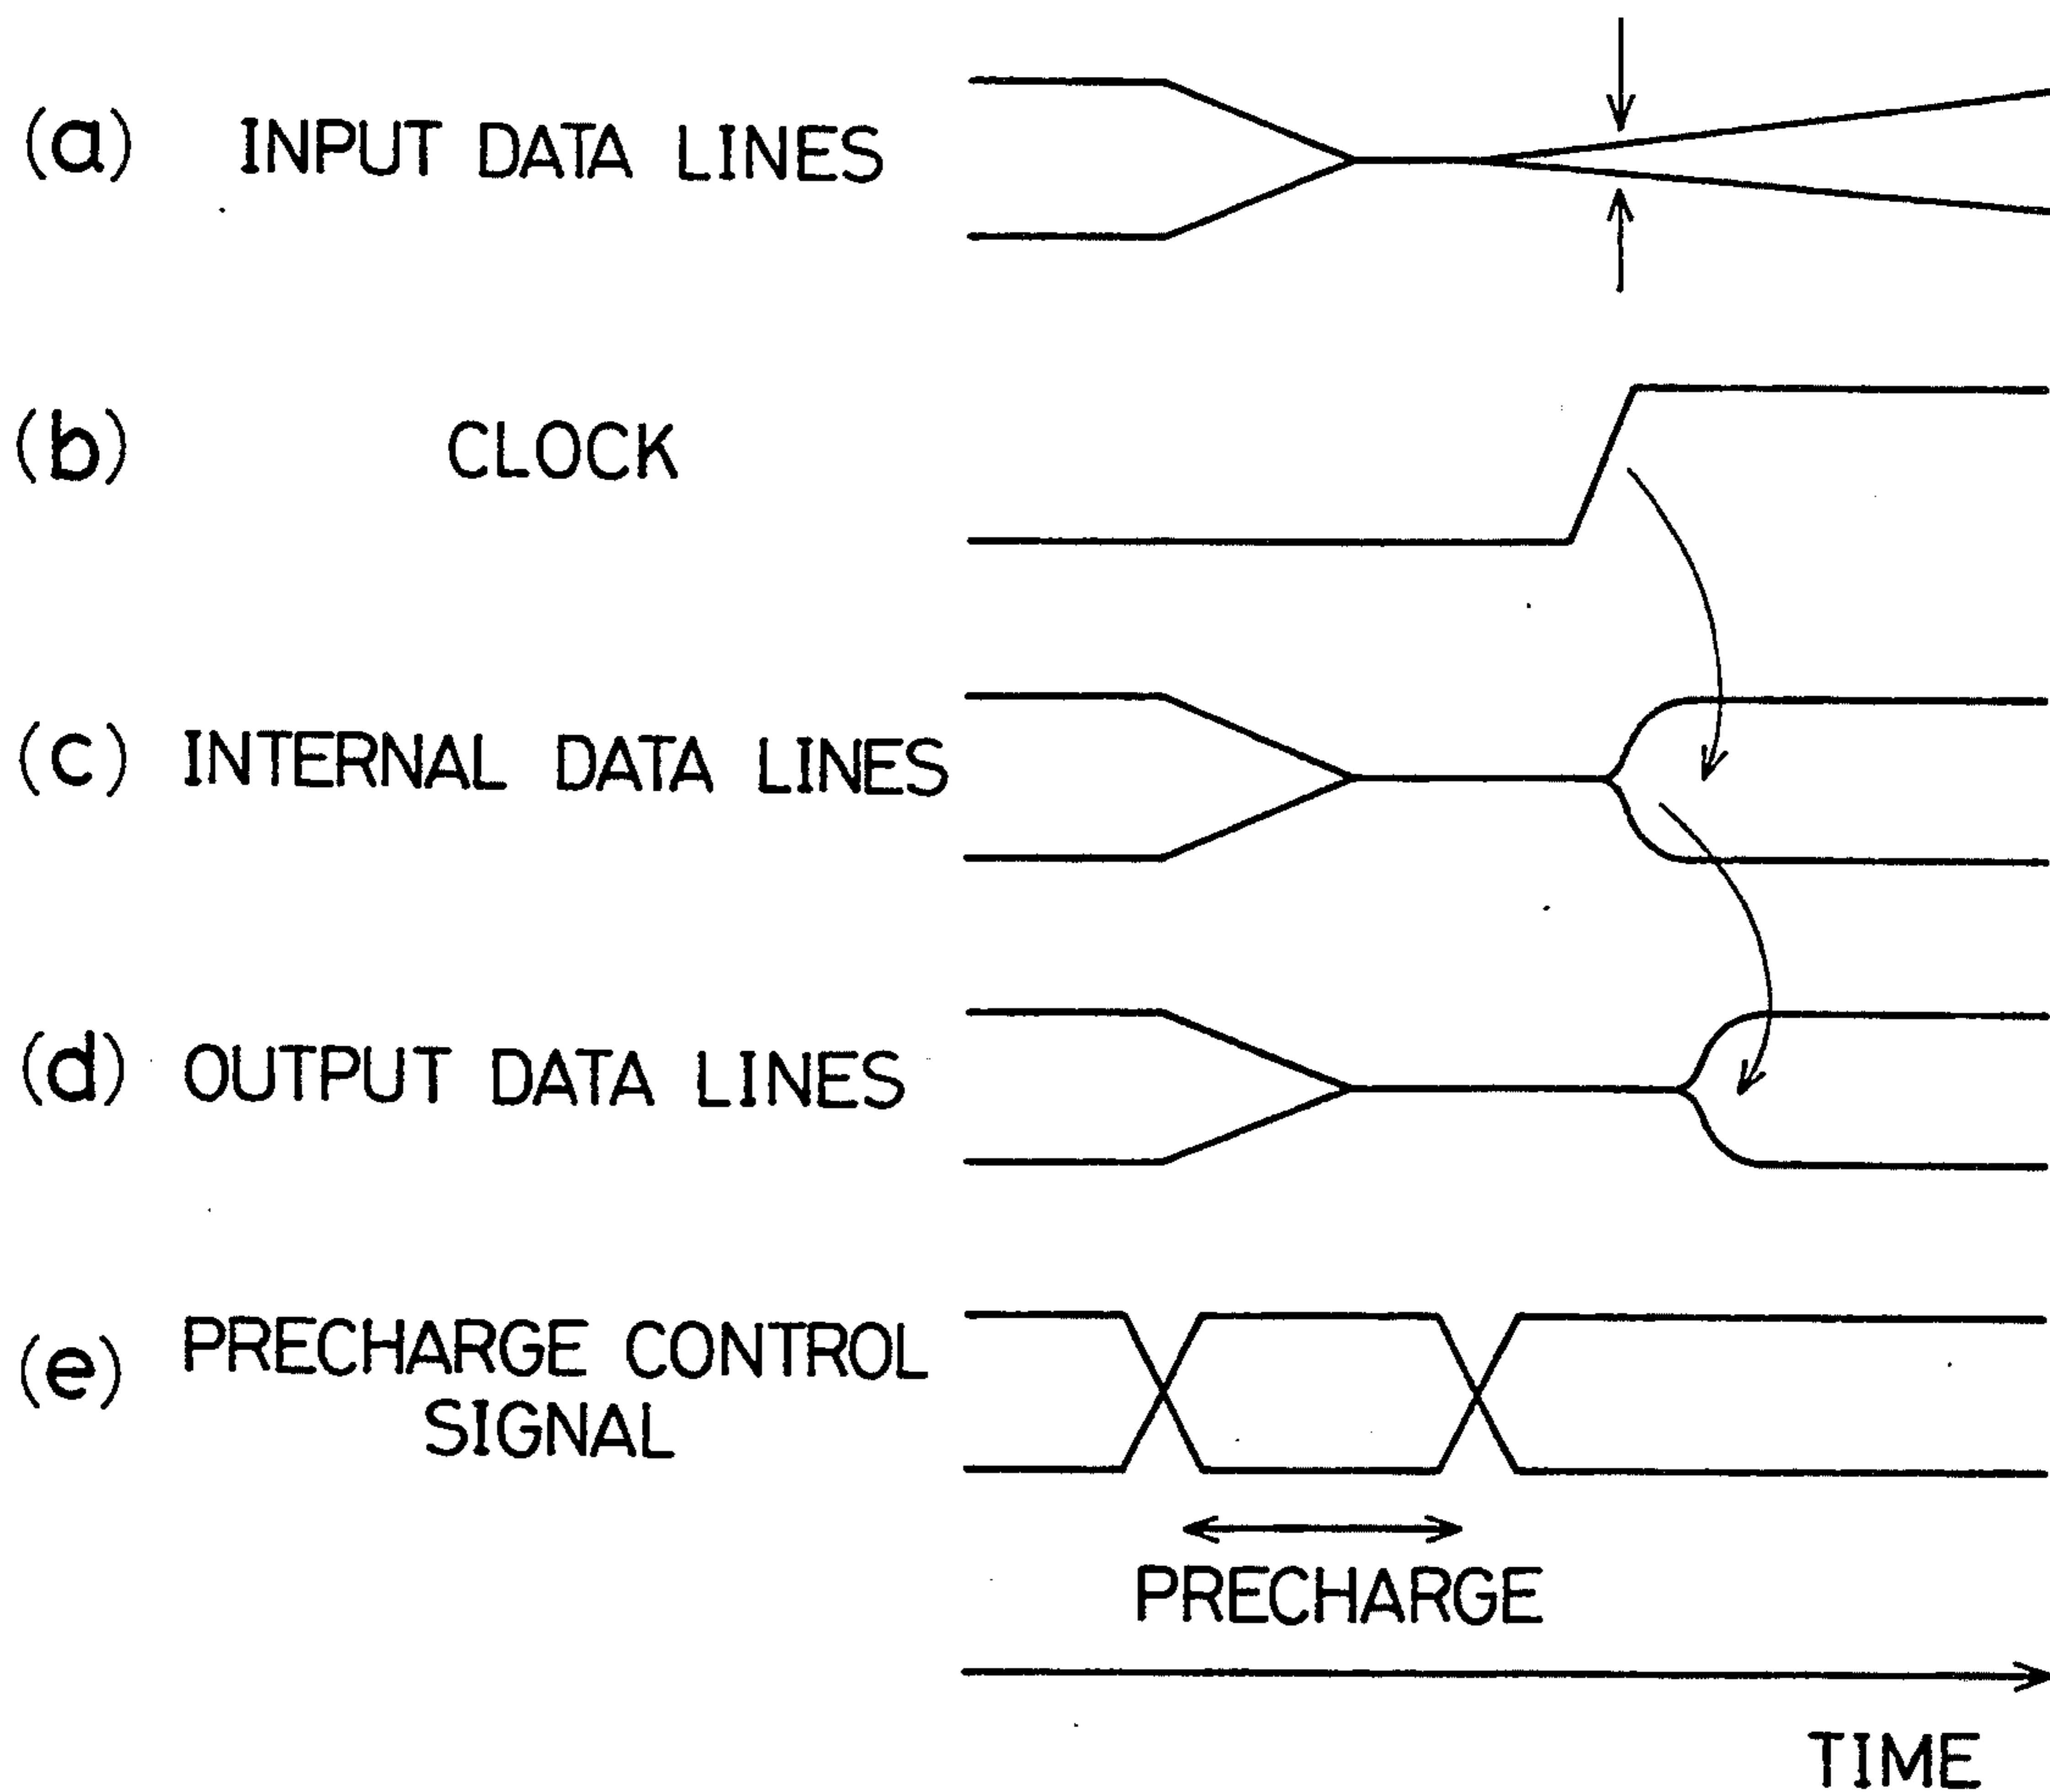 (a) INPUT DATA LINES
(b) CLOCK
(c) INTERNAL DATA LINES
(d) OUTPUT DATA LINES
(e) PRECHARGE CONTROL
SIGNAL
PRECHARGE
TIME